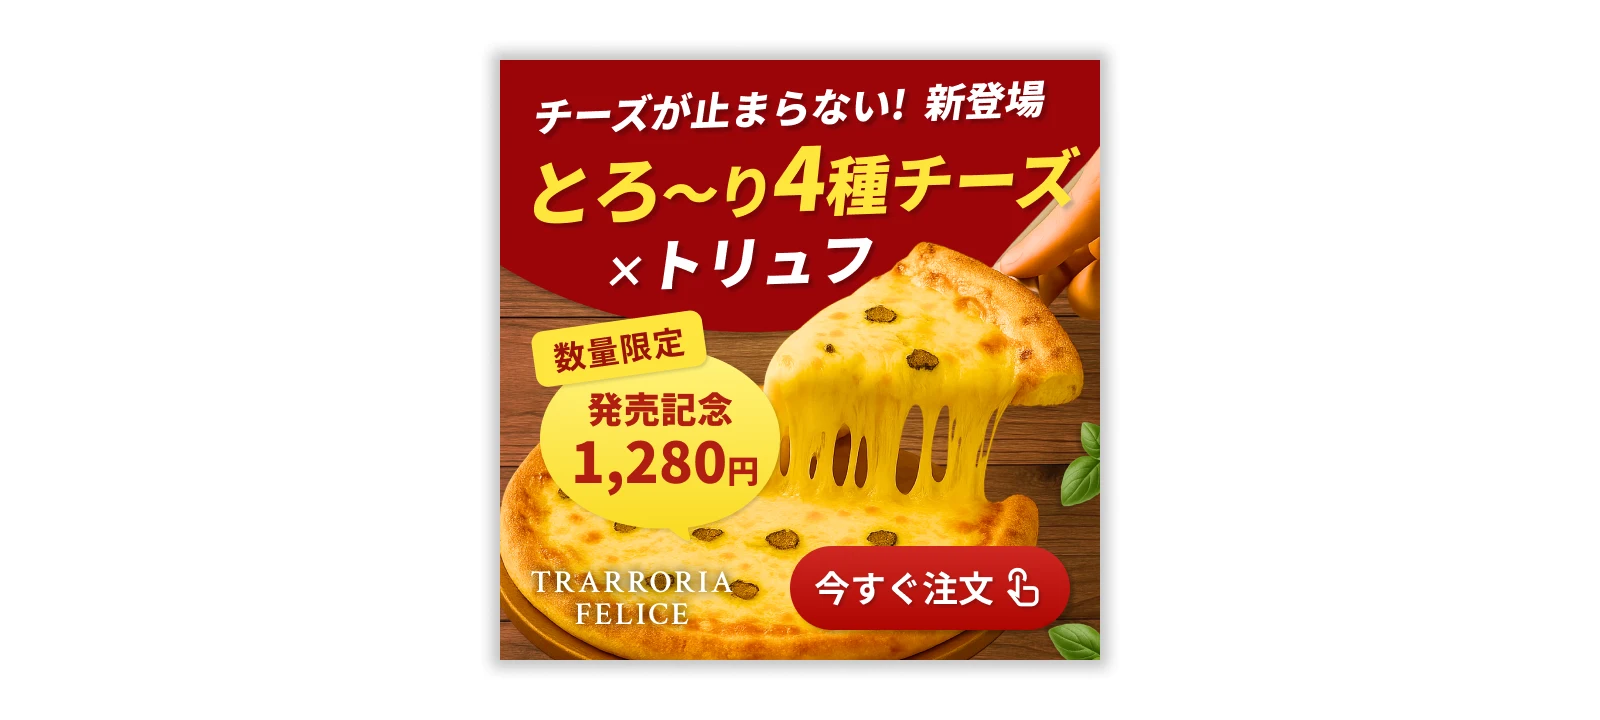 チーズが止まらない! 新登場
とろ～り4種チーズ
×トリュフ
数量限定
発売記念
1,280円
TRARRORIA
FELICE
今すぐ注文